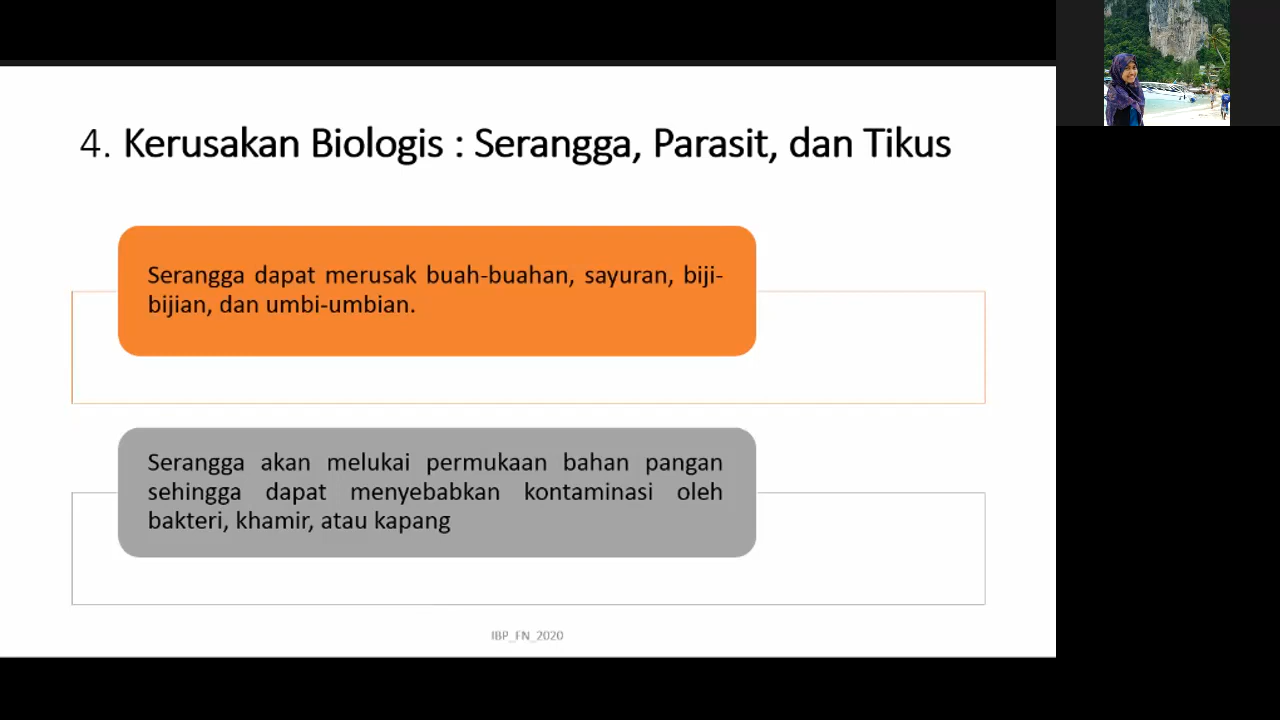 4. Kerusakan Biologis : Serangga, Parasit, dan Tikus
Serangga dapat merusak buah-buahan, sayuran, biji-
bijian, dan umbi-umbian.
Serangga akan melukai permukaan bahan pangan
sehingga dapat menyebabkan kontaminasi oleh
bakteri, khamir, atau kapang
IBP_FN_2020